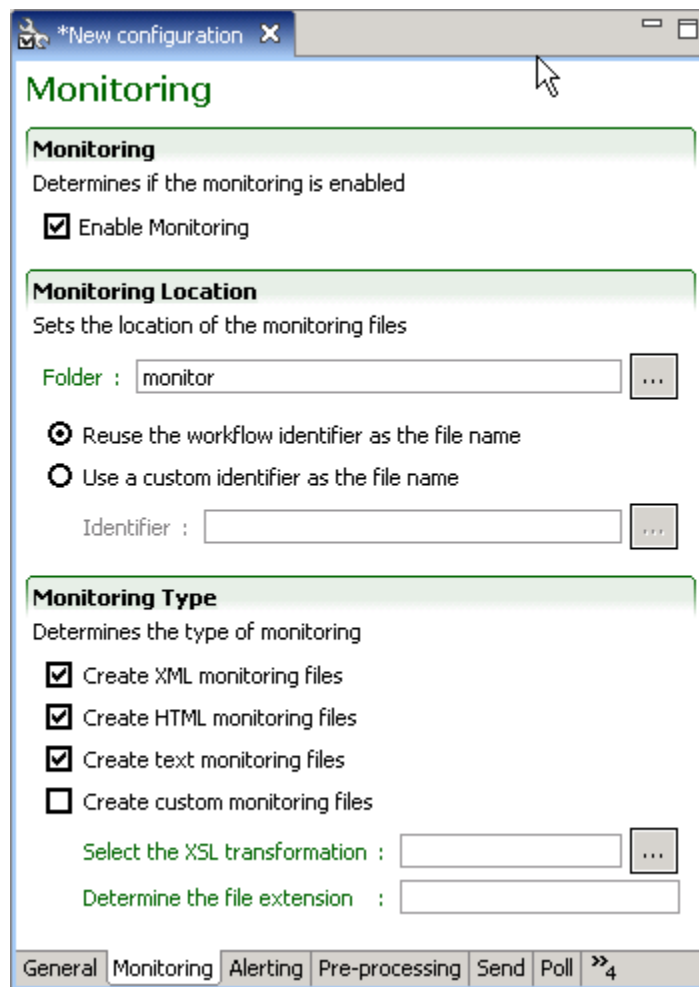 *New configuration
Monitoring
Monitoring
Determines if the monitoring is enabled
Enable Monitoring
Monitoring Location
Sets the location of the monitoring files
Folder : monitor ...
Reuse the workflow identifier as the file name
Use a custom identifier as the file name
Identifier : ...
Monitoring Type
Determines the type of monitoring
Create XML monitoring files
Create HTML monitoring files
Create text monitoring files
Create custom monitoring files
Select the XSL transformation : ...
Determine the file extension :
General Monitoring Alerting Pre-processing Send Poll »4